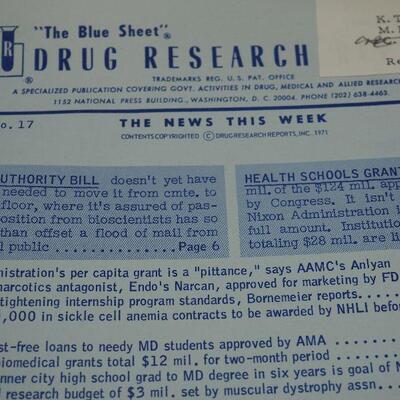 "The Blue Sheet"®
R
DRUG RESEARCH
®
TRADEMARKS REG. U.S. PAT. OFFICE
A SPECIALIZED PUBLICATION COVERING GOVT. ACTIVITIES IN DRUG, MEDICAL AND ALLIED RESEARCH
1152 NATIONAL PRESS BUILDING, WASHINGTON, D. C. 20004. PHONE (202) 638-4463.
K. T
M.
Re
o. 17
THE NEWS THIS WEEK
CONTENTS COPYRIGHTED © DRUG RESEARCH REPORTS, INC. 1971
UTHORITY BILL doesn't yet have
needed to move it from cmte. to
floor, where it's assured of pas-
position from bioscientists has so
than offset a flood of mail from
l public ..... Page 6
HEALTH SCHOOLS GRANT
mil. of the $124 mil. app
by Congress. It isn't
Nixon Administration i
full amount. Institutio
totaling $28 mil. are li
nistration's per capita grant is a "pittance," says AAMC's Anlyan
narcotics antagonist, Endo's Narcan, approved for marketing by FD
tightening internship program standards, Bornemeier reports. . . .
,000 in sickle cell anemia contracts to be awarded by NHLI befo
st-free loans to needy MD students approved by AMA . . . . . .
biomedical grants total $12 mil. for two-month period . . . . . .
nner city high school grad to MD degree in six years is goal of N
l research budget of $3 mil. set by muscular dystrophy assn. . .